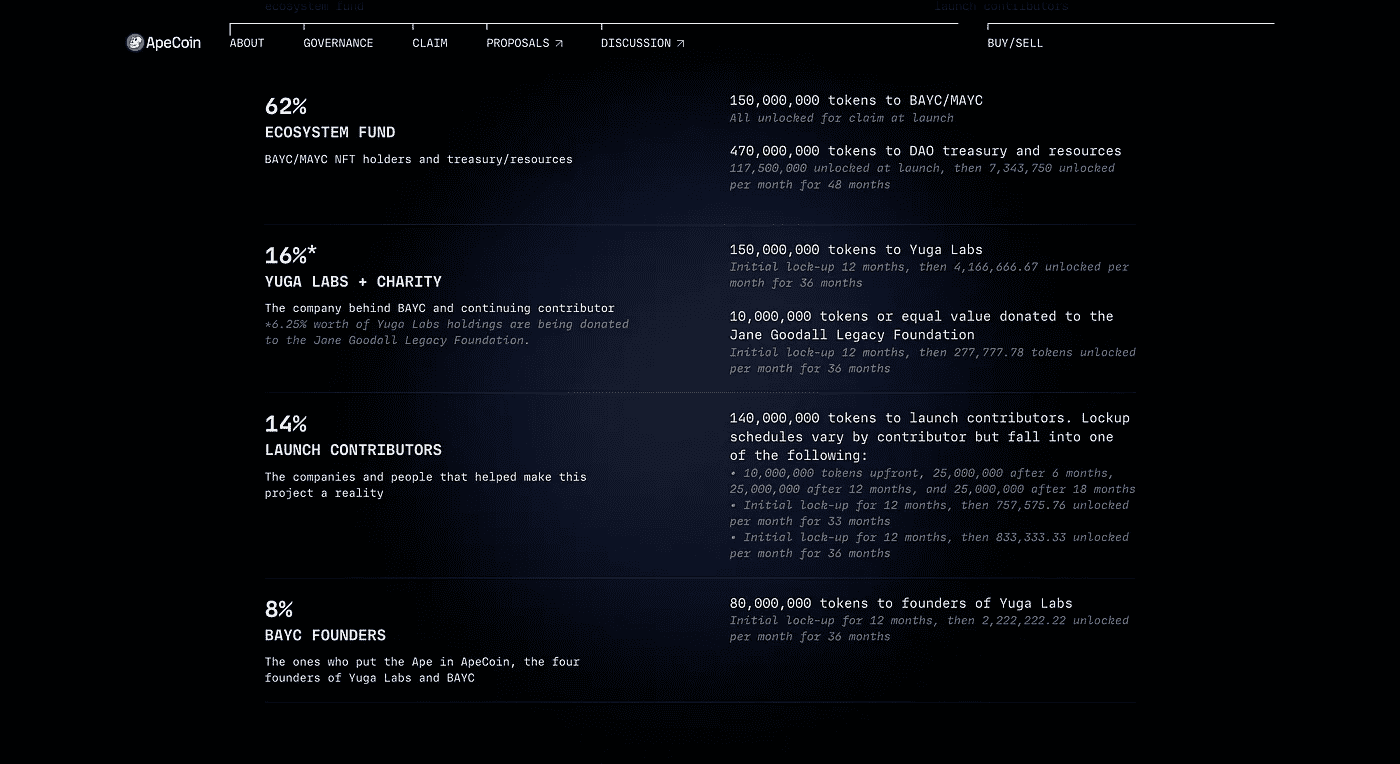 ecosystem fund
launch contributors
ApeCoin
ABOUT
GOVERNANCE
CLAIM
PROPOSALS ↗
DISCUSSION ↗
BUY/SELL
62%
ECOSYSTEM FUND
BAYC/MAYC NFT holders and treasury/resources
150,000,000 tokens to BAYC/MAYC
All unlocked for claim at launch
470,000,000 tokens to DAO treasury and resources
117,500,000 unlocked at launch, then 7,343,750 unlocked
per month for 48 months
16%*
YUGA LABS + CHARITY
The company behind BAYC and continuing contributor
*6.25% worth of Yuga Labs holdings are being donated
to the Jane Goodall Legacy Foundation.
150,000,000 tokens to Yuga Labs
Initial lock-up 12 months, then 4,166,666.67 unlocked per
month for 36 months
10,000,000 tokens or equal value donated to the
Jane Goodall Legacy Foundation
Initial lock-up 12 months, then 277,777.78 tokens unlocked
per month for 36 months
14%
LAUNCH CONTRIBUTORS
The companies and people that helped make this
project a reality
140,000,000 tokens to launch contributors. Lockup
schedules vary by contributor but fall into one
of the following:
• 10,000,000 tokens upfront, 25,000,000 after 6 months,
25,000,000 after 12 months, and 25,000,000 after 18 months
• Initial lock-up for 12 months, then 757,575.76 unlocked
per month for 33 months
• Initial lock-up for 12 months, then 833,333.33 unlocked
per month for 36 months
8%
BAYC FOUNDERS
The ones who put the Ape in ApeCoin, the four
founders of Yuga Labs and BAYC
80,000,000 tokens to founders of Yuga Labs
Initial lock-up for 12 months, then 2,222,222.22 unlocked
per month for 36 months